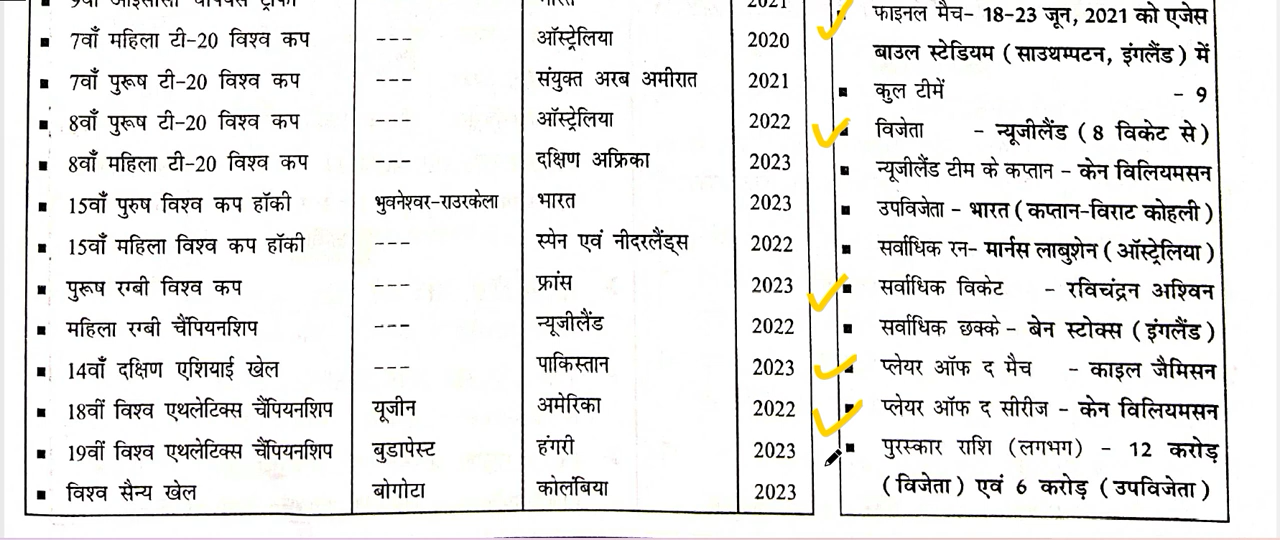 7वाँ महिला टी-20 विश्व कप --- ऑस्ट्रेलिया 2020
7वाँ पुरूष टी-20 विश्व कप --- संयुक्त अरब अमीरात 2021
8वाँ पुरूष टी-20 विश्व कप --- ऑस्ट्रेलिया 2022
8वाँ महिला टी-20 विश्व कप --- दक्षिण अफ्रिका 2023
15वाँ पुरुष विश्व कप हॉकी भुवनेश्वर-राउरकेला भारत 2023
15वाँ महिला विश्व कप हॉकी --- स्पेन एवं नीदरलैंड्स 2022
पुरूष रग्बी विश्व कप --- फ्रांस 2023
महिला रग्बी चैंपियनशिप --- न्यूजीलैंड 2022
14वाँ दक्षिण एशियाई खेल --- पाकिस्तान 2023
18वीं विश्व एथलेटिक्स चैंपियनशिप यूजीन अमेरिका 2022
19वीं विश्व एथलेटिक्स चैंपियनशिप बुडापेस्ट हंगरी 2023
विश्व सैन्य खेल बोगोटा कोलंबिया 2023
फाइनल मैच- 18-23 जून, 2021 को एजेस
बाउल स्टेडियम (साउथम्पटन, इंगलैंड) में
कुल टीमें - 9
विजेता - न्यूजीलैंड (8 विकेट से)
न्यूजीलैंड टीम के कप्तान - केन विलियमसन
उपविजेता - भारत (कप्तान-विराट कोहली)
सर्वाधिक रन- मार्नस लाबुशेन (ऑस्ट्रेलिया)
सर्वाधिक विकेट - रविचंद्रन अश्विन
सर्वाधिक छक्के - बेन स्टोक्स (इंगलैंड)
प्लेयर ऑफ द मैच - काइल जैमिसन
प्लेयर ऑफ द सीरीज - केन विलियमसन
पुरस्कार राशि (लगभग) - 12 करोड़
(विजेता) एवं 6 करोड़ (उपविजेता)